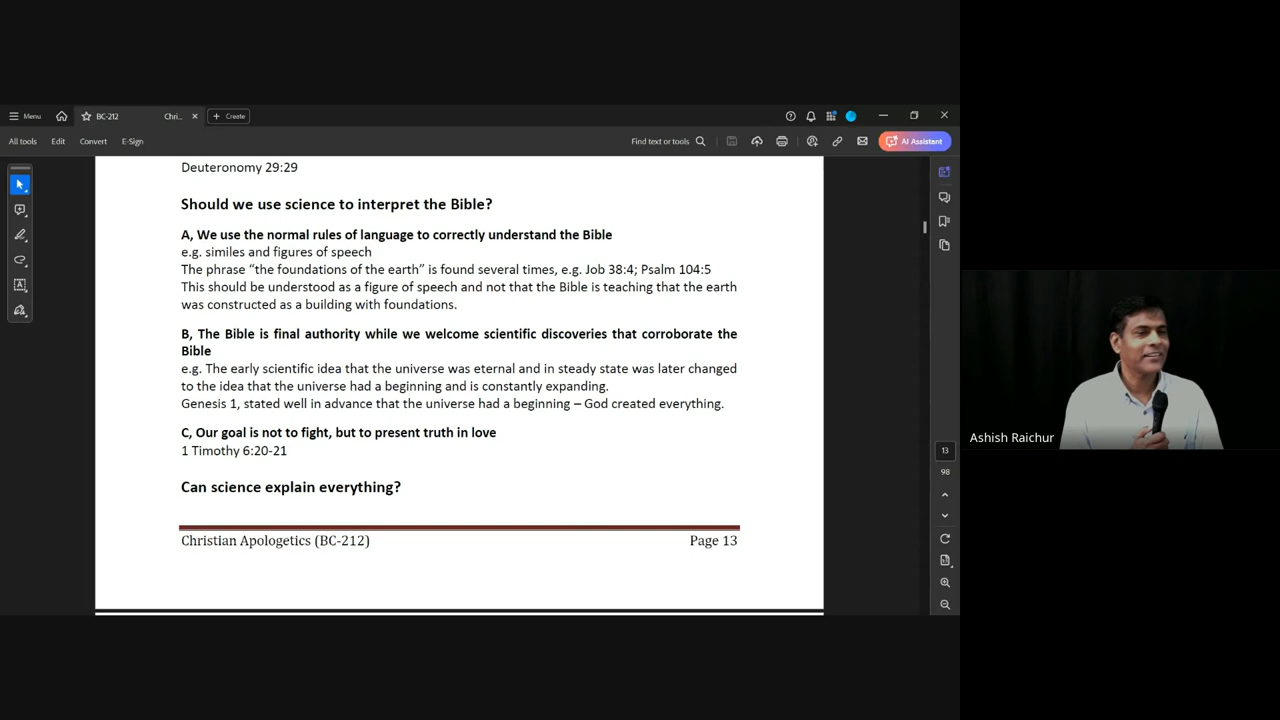 Menu
BC-212
Chri...
Create
All tools
Edit
Convert
E-Sign
Find text or tools
AI Assistant
Deuteronomy 29:29
Should we use science to interpret the Bible?
A, We use the normal rules of language to correctly understand the Bible
e.g. similes and figures of speech
The phrase “the foundations of the earth” is found several times, e.g. Job 38:4; Psalm 104:5
This should be understood as a figure of speech and not that the Bible is teaching that the earth
was constructed as a building with foundations.
B, The Bible is final authority while we welcome scientific discoveries that corroborate the
Bible
e.g. The early scientific idea that the universe was eternal and in steady state was later changed
to the idea that the universe had a beginning and is constantly expanding.
Genesis 1, stated well in advance that the universe had a beginning – God created everything.
C, Our goal is not to fight, but to present truth in love
1 Timothy 6:20-21
Can science explain everything?
Christian Apologetics (BC-212)
Page 13
13
98
Ashish Raichur